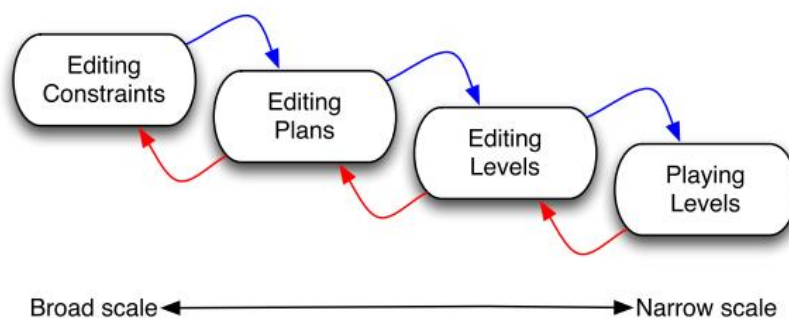 Editing
Constraints
Editing
Plans
Editing
Levels
Playing
Levels
Broad scale
Narrow scale